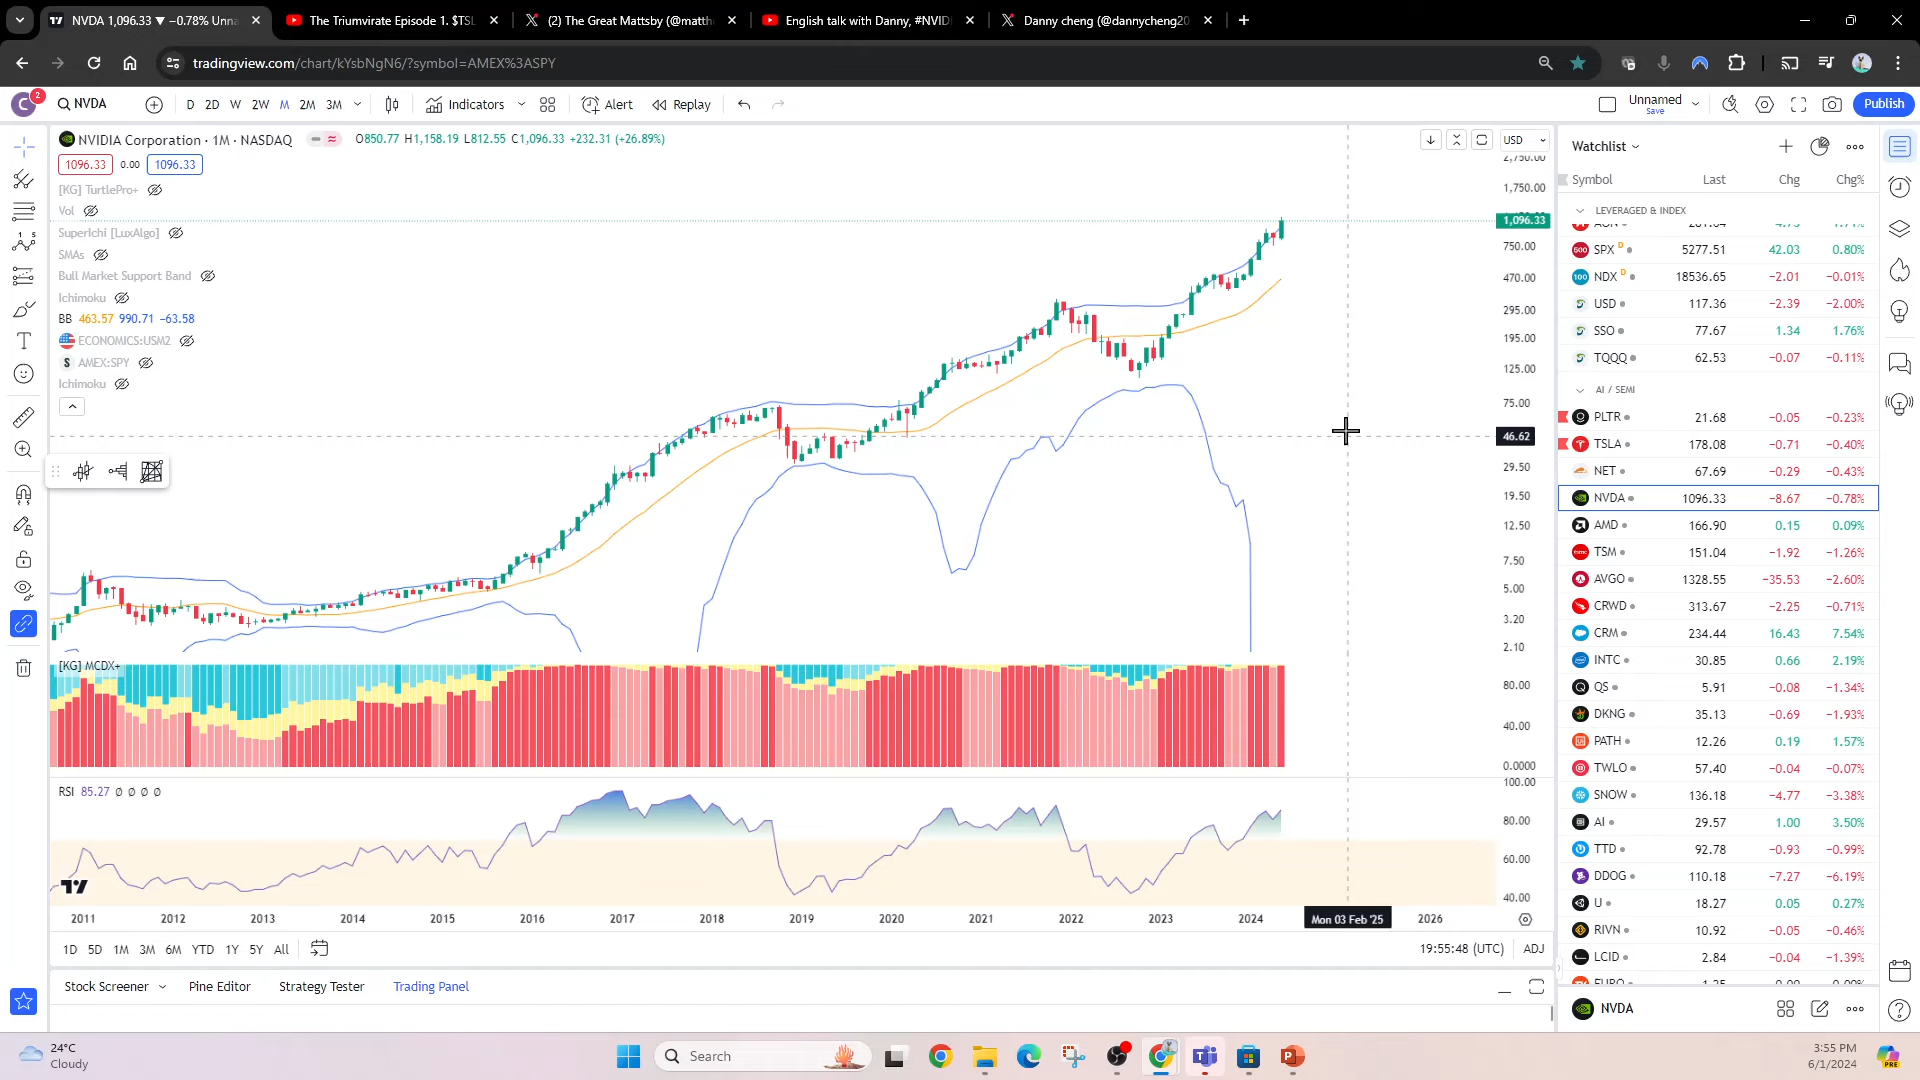 NVDA 1,096.33 ▼ −0.78% Unna
The Triumvirate Episode 1. $TSL
(2) The Great Mattsby (@matth
English talk with Danny, #NVIDI
Danny cheng (@dannycheng20
tradingview.com/chart/kYsbNgN6/?symbol=AMEX%3ASPY
C 2 NVDA D 2D W 2W M 2M 3M Indicators Alert Replay Unnamed Save Publish
NVIDIA Corporation · 1M · NASDAQ O850.77 H1,158.19 L812.55 C1,096.33 +232.31 (+26.89%)
1096.33 0.00 1096.33
[KG] TurtlePro+
Vol
SuperIchi [LuxAlgo]
SMAs
Bull Market Support Band
Ichimoku
BB 463.57 990.71 −63.58
ECONOMICS:USM2
S AMEX:SPY
Ichimoku
USD
1,750.00
1,096.33
750.00
470.00
295.00
195.00
125.00
75.00
46.62
29.50
19.50
12.50
7.50
5.00
3.20
2.10
[KG] MCDX+
80.00
40.00
0.0000
RSI 85.27 ∅ ∅ ∅ ∅
100.00
80.00
60.00
40.00
2011 2012 2013 2014 2015 2016 2017 2018 2019 2020 2021 2022 2023 2024 Mon 03 Feb '25 2026
1D 5D 1M 3M 6M YTD 1Y 5Y All 19:55:48 (UTC) ADJ
Stock Screener Pine Editor Strategy Tester Trading Panel
Watchlist
Symbol Last Chg Chg%
LEVERAGED & INDEX
SPX D 5277.51 42.03 0.80%
NDX D 18536.65 −2.01 −0.01%
USD 117.36 −2.39 −2.00%
SSO 77.67 1.34 1.76%
TQQQ 62.53 −0.07 −0.11%
AI / SEMI
PLTR 21.68 −0.05 −0.23%
TSLA 178.08 −0.71 −0.40%
NET 67.69 −0.29 −0.43%
NVDA 1096.33 −8.67 −0.78%
AMD 166.90 0.15 0.09%
TSM 151.04 −1.92 −1.26%
AVGO 1328.55 −35.53 −2.60%
CRWD 313.67 −2.25 −0.71%
CRM 234.44 16.43 7.54%
INTC 30.85 0.66 2.19%
QS 5.91 −0.08 −1.34%
DKNG 35.13 −0.69 −1.93%
PATH 12.26 0.19 1.57%
TWLO 57.40 −0.04 −0.07%
SNOW 136.18 −4.77 −3.38%
AI 29.57 1.00 3.50%
TTD 92.78 −0.93 −0.99%
DDOG 110.18 −7.27 −6.19%
U 18.27 0.05 0.27%
RIVN 10.92 −0.05 −0.46%
LCID 2.84 −0.04 −1.39%
NVDA
24°C
Cloudy
Search
3:55 PM
6/1/2024